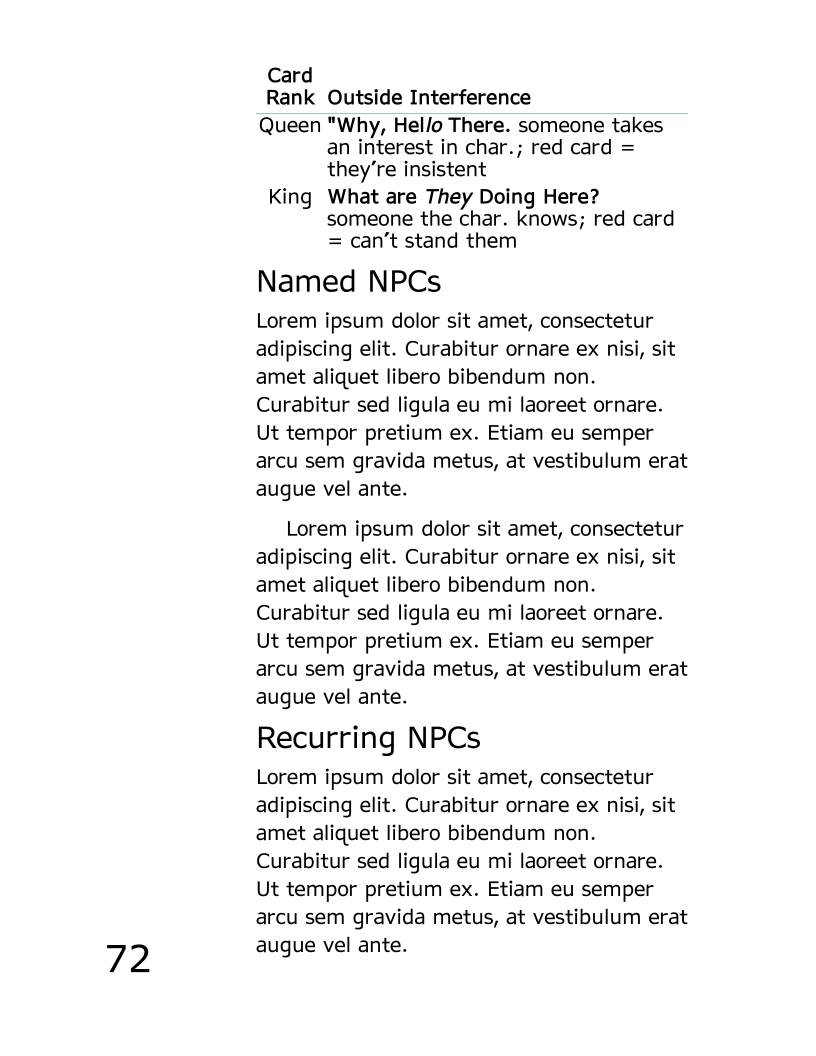 Card
Rank Outside Interference
Queen "Why, Hello There. someone takes
an interest in char.; red card =
they’re insistent
King What are They Doing Here?
someone the char. knows; red card
= can’t stand them
Named NPCs
Lorem ipsum dolor sit amet, consectetur
adipiscing elit. Curabitur ornare ex nisi, sit
amet aliquet libero bibendum non.
Curabitur sed ligula eu mi laoreet ornare.
Ut tempor pretium ex. Etiam eu semper
arcu sem gravida metus, at vestibulum erat
augue vel ante.
Lorem ipsum dolor sit amet, consectetur
adipiscing elit. Curabitur ornare ex nisi, sit
amet aliquet libero bibendum non.
Curabitur sed ligula eu mi laoreet ornare.
Ut tempor pretium ex. Etiam eu semper
arcu sem gravida metus, at vestibulum erat
augue vel ante.
Recurring NPCs
Lorem ipsum dolor sit amet, consectetur
adipiscing elit. Curabitur ornare ex nisi, sit
amet aliquet libero bibendum non.
Curabitur sed ligula eu mi laoreet ornare.
Ut tempor pretium ex. Etiam eu semper
arcu sem gravida metus, at vestibulum erat
augue vel ante.
72